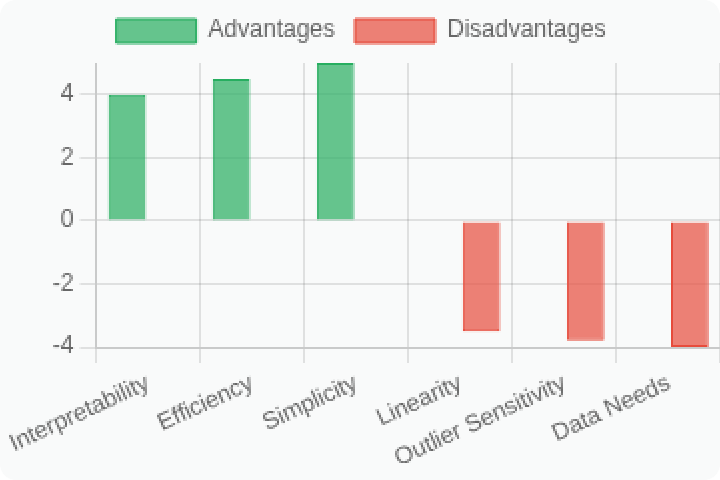 Advantages Disadvantages
4
2
0
-2
-4
Interpretability Efficiency Simplicity Linearity Outlier Sensitivity Data Needs